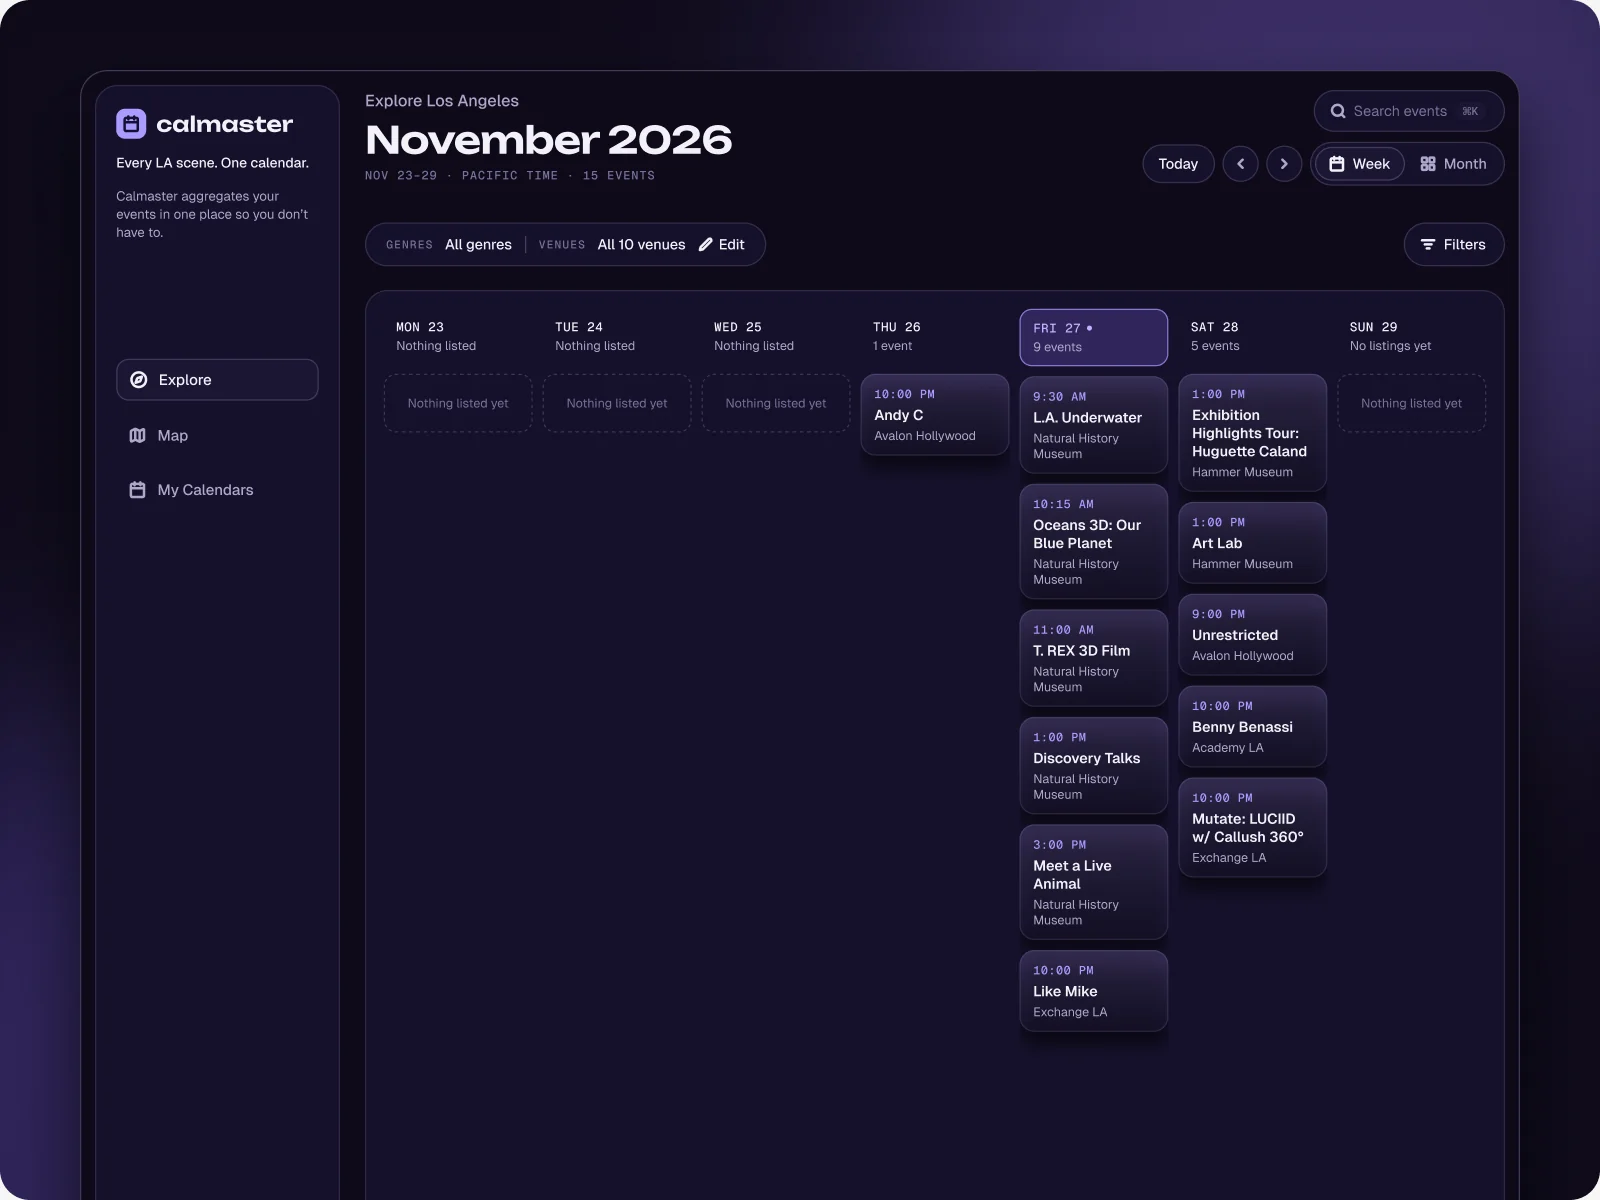 calmaster
Every LA scene. One calendar.
Calmaster aggregates your
events in one place so you don't
have to.
Explore
Map
My Calendars
Explore Los Angeles
November 2026
NOV 23–29 · PACIFIC TIME · 15 EVENTS
Search events ⌘K
Today
Week
Month
GENRES All genres VENUES All 10 venues Edit
Filters
MON 23
Nothing listed
Nothing listed yet
TUE 24
Nothing listed
Nothing listed yet
WED 25
Nothing listed
Nothing listed yet
THU 26
1 event
10:00 PM
Andy C
Avalon Hollywood
FRI 27
9 events
9:30 AM
L.A. Underwater
Natural History
Museum
10:15 AM
Oceans 3D: Our
Blue Planet
Natural History
Museum
11:00 AM
T. REX 3D Film
Natural History
Museum
1:00 PM
Discovery Talks
Natural History
Museum
3:00 PM
Meet a Live
Animal
Natural History
Museum
10:00 PM
Like Mike
Exchange LA
SAT 28
5 events
1:00 PM
Exhibition
Highlights Tour:
Huguette Caland
Hammer Museum
1:00 PM
Art Lab
Hammer Museum
9:00 PM
Unrestricted
Avalon Hollywood
10:00 PM
Benny Benassi
Academy LA
10:00 PM
Mutate: LUCIID
w/ Callush 360°
Exchange LA
SUN 29
No listings yet
Nothing listed yet